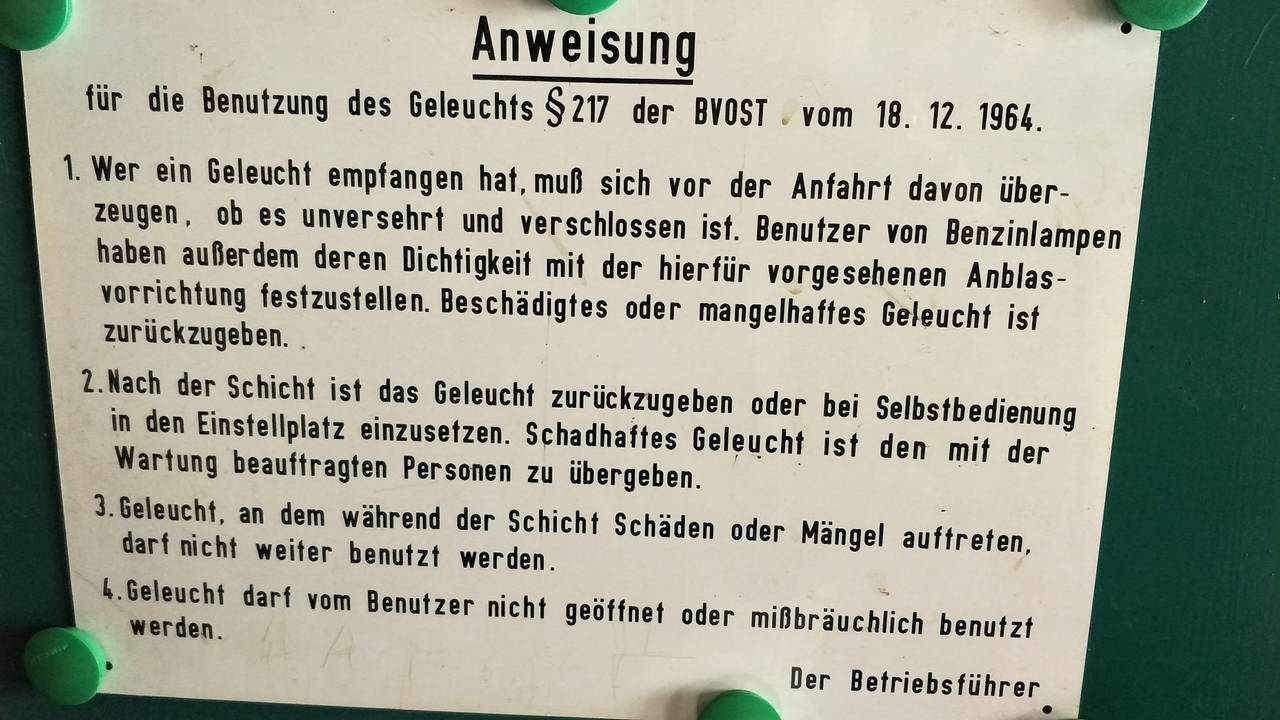 Anweisung
für die Benutzung des Geleuchts § 217 der BVOST vom 18. 12. 1964.
1. Wer ein Geleucht empfangen hat, muß sich vor der Anfahrt davon über-
zeugen, ob es unversehrt und verschlossen ist. Benutzer von Benzinlampen
haben außerdem deren Dichtigkeit mit der hierfür vorgesehenen Anblas-
vorrichtung festzustellen. Beschädigtes oder mangelhaftes Geleucht ist
zurückzugeben.
2. Nach der Schicht ist das Geleucht zurückzugeben oder bei Selbstbedienung
in den Einstellplatz einzusetzen. Schadhaftes Geleucht ist den mit der
Wartung beauftragten Personen zu übergeben.
3. Geleucht, an dem während der Schicht Schäden oder Mängel auftreten,
darf nicht weiter benutzt werden.
4. Geleucht darf vom Benutzer nicht geöffnet oder mißbräuchlich benutzt
werden.
Der Betriebsführer